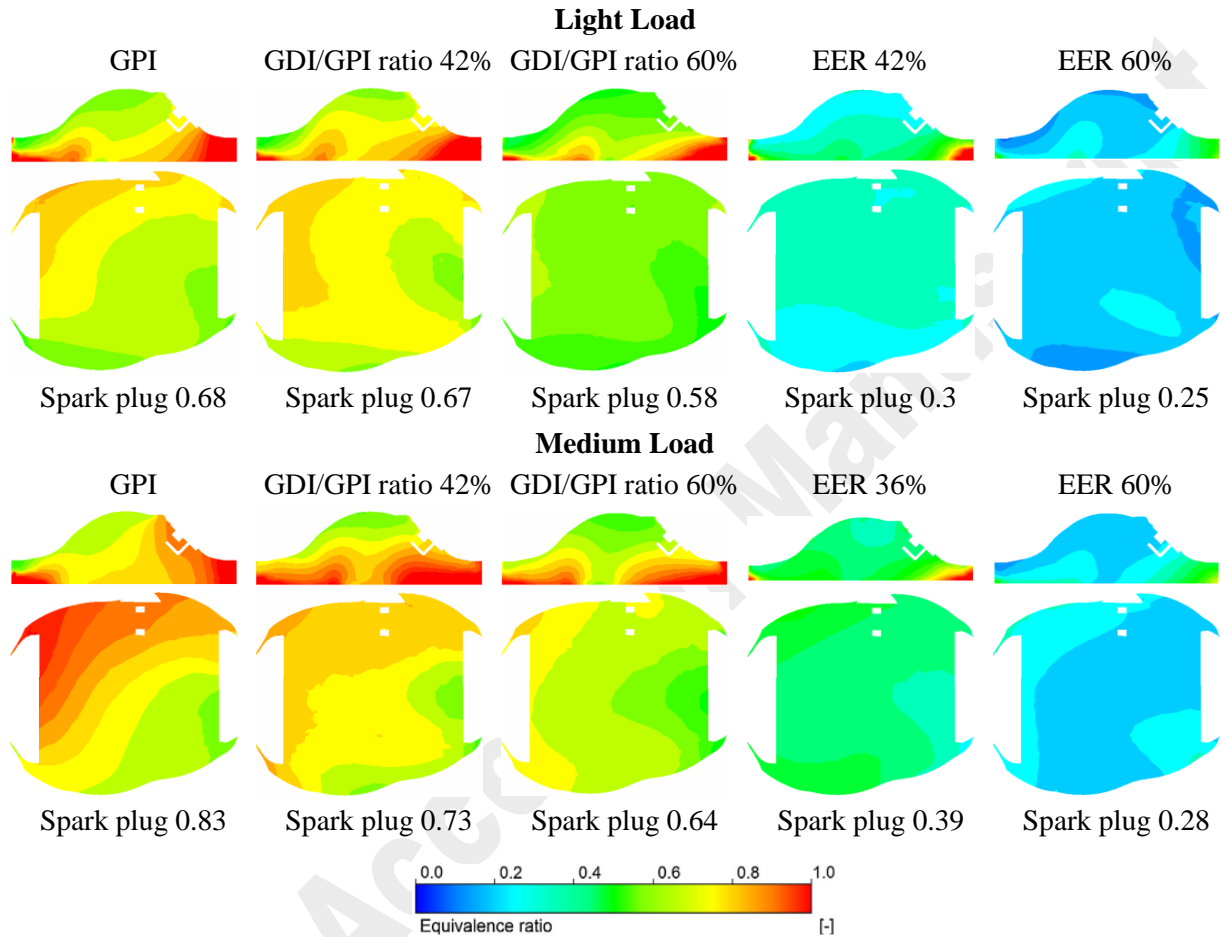 Light Load
GPI GDI/GPI ratio 42% GDI/GPI ratio 60% EER 42% EER 60%
Spark plug 0.68 Spark plug 0.67 Spark plug 0.58 Spark plug 0.3 Spark plug 0.25
Medium Load
GPI GDI/GPI ratio 42% GDI/GPI ratio 60% EER 36% EER 60%
Spark plug 0.83 Spark plug 0.73 Spark plug 0.64 Spark plug 0.39 Spark plug 0.28
0.0 0.2 0.4 0.6 0.8 1.0
Equivalence ratio [-]